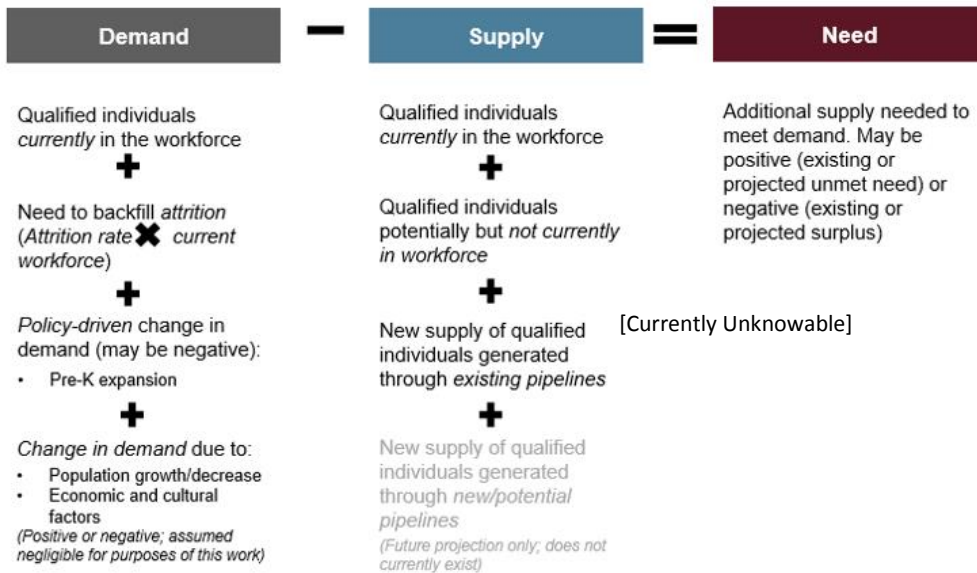 Demand
Supply
Need
Qualified individuals
currently in the workforce
Need to backfill attrition
(Attrition rate ✖ current
workforce)
Policy-driven change in
demand (may be negative):
• Pre-K expansion
Change in demand due to:
• Population growth/decrease
• Economic and cultural
factors
(Positive or negative; assumed
negligible for purposes of this work)
Qualified individuals
currently in the workforce
Qualified individuals
potentially but not currently
in workforce
New supply of qualified
individuals generated
through existing pipelines
[Currently Unknowable]
New supply of qualified
individuals generated
through new/potential
pipelines
(Future projection only; does not
currently exist)
Additional supply needed to
meet demand. May be
positive (existing or
projected unmet need) or
negative (existing or
projected surplus)